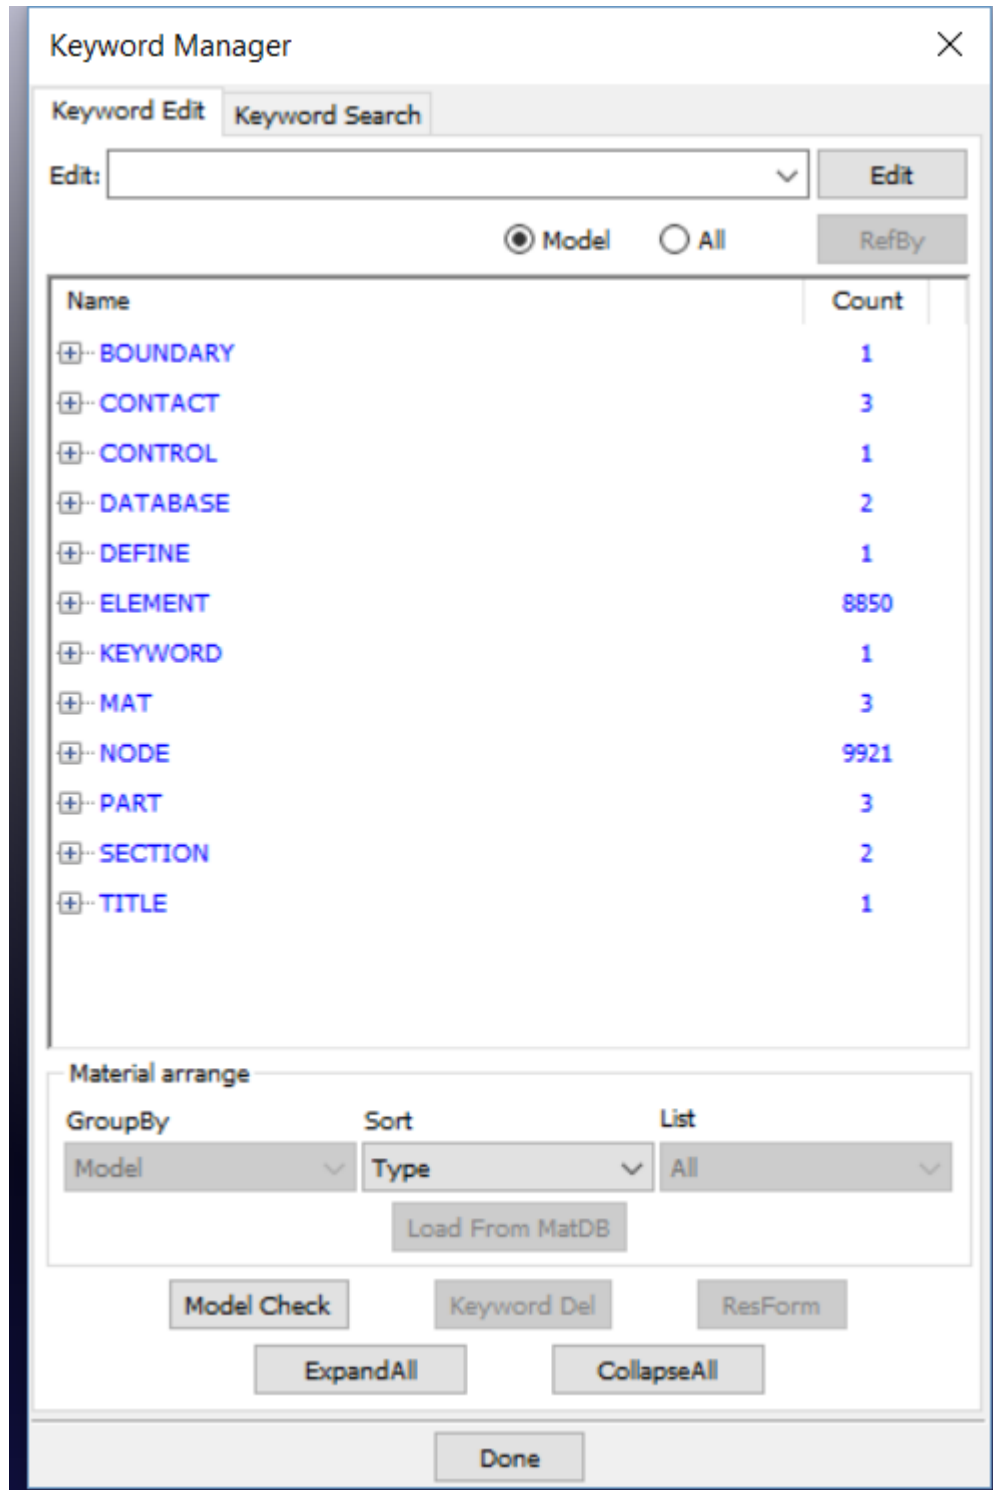 Keyword Manager
Keyword Edit Keyword Search
Edit: Edit
Model All RefBy
Name Count
BOUNDARY 1
CONTACT 3
CONTROL 1
DATABASE 2
DEFINE 1
ELEMENT 8850
KEYWORD 1
MAT 3
NODE 9921
PART 3
SECTION 2
TITLE 1
Material arrange
GroupBy Sort List
Model Type All
Load From MatDB
Model Check Keyword Del ResForm
ExpandAll CollapseAll
Done